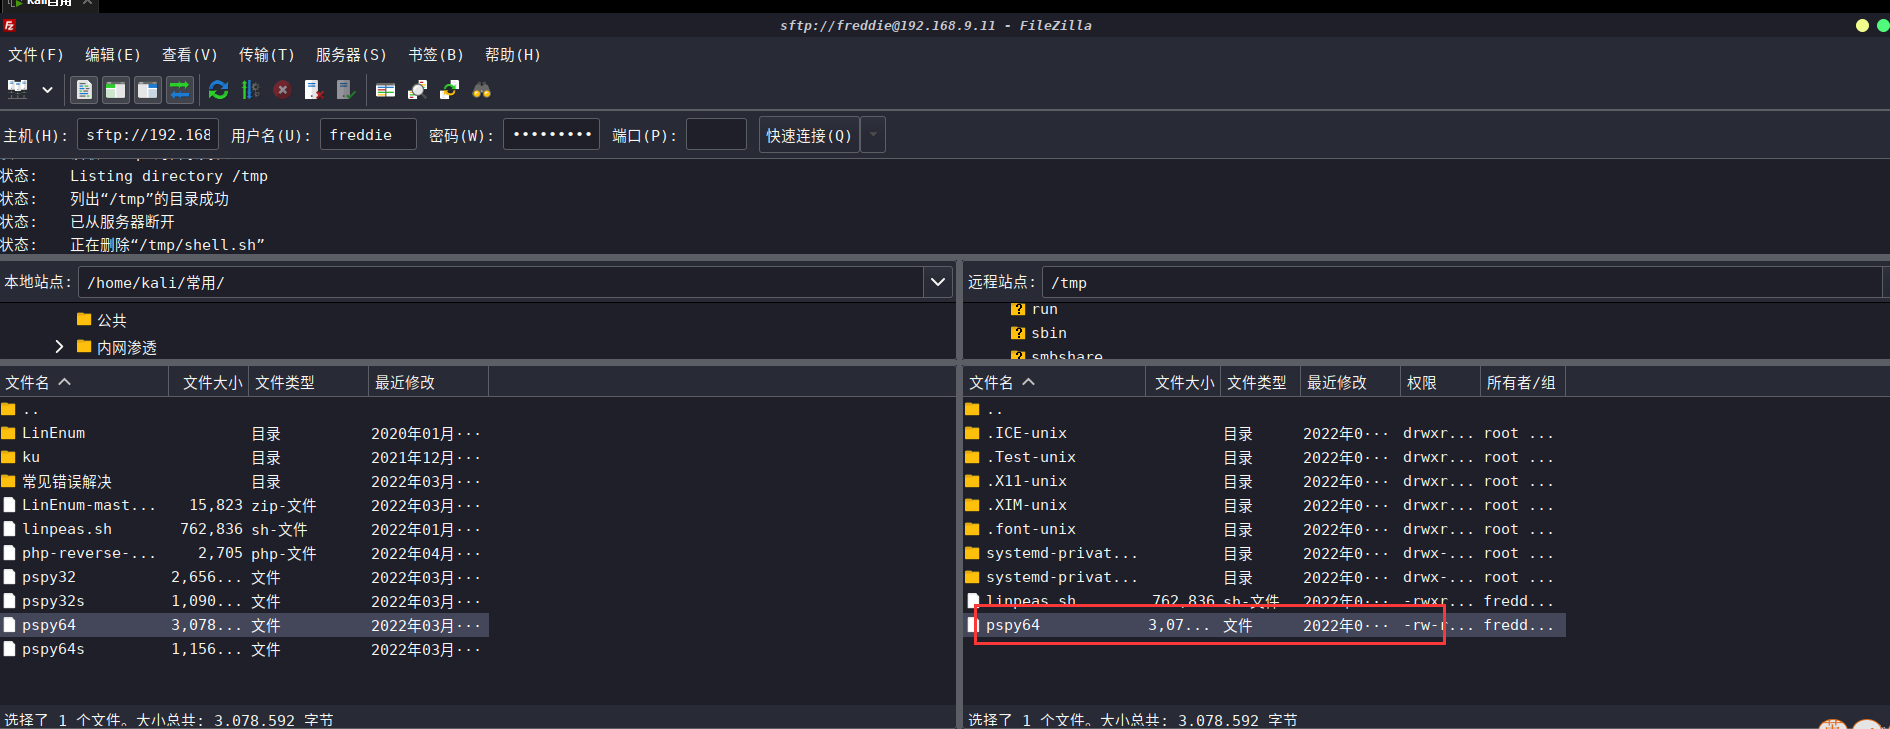 kali自用
sftp://freddie@192.168.9.11 - FileZilla
文件(F) 编辑(E) 查看(V) 传输(T) 服务器(S) 书签(B) 帮助(H)
主机(H): sftp://192.168 用户名(U): freddie 密码(W): ••••••••• 端口(P): 快速连接(Q)
状态: Listing directory /tmp
状态: 列出“/tmp”的目录成功
状态: 已从服务器断开
状态: 正在删除“/tmp/shell.sh”
本地站点: /home/kali/常用/
公共
内网渗透
远程站点: /tmp
run
sbin
smbshare
文件名 文件大小 文件类型 最近修改
..
LinEnum 目录 2020年01月···
ku 目录 2021年12月···
常见错误解决 目录 2022年03月···
LinEnum-mast... 15,823 zip-文件 2022年03月···
linpeas.sh 762,836 sh-文件 2022年01月···
php-reverse-... 2,705 php-文件 2022年04月···
pspy32 2,656... 文件 2022年03月···
pspy32s 1,090... 文件 2022年03月···
pspy64 3,078... 文件 2022年03月···
pspy64s 1,156... 文件 2022年03月···
选择了 1 个文件。大小总共: 3.078.592 字节
文件名 文件大小 文件类型 最近修改 权限 所有者/组
..
.ICE-unix 目录 2022年0··· drwxr... root ...
.Test-unix 目录 2022年0··· drwxr... root ...
.X11-unix 目录 2022年0··· drwxr... root ...
.XIM-unix 目录 2022年0··· drwxr... root ...
.font-unix 目录 2022年0··· drwxr... root ...
systemd-privat... 目录 2022年0··· drwx-... root ...
systemd-privat... 目录 2022年0··· drwx-... root ...
linpeas.sh 762,836 sh-文件 2022年0··· -rwxr... fredd...
pspy64 3,07... 文件 2022年0··· -rw-r... fredd...
选择了 1 个文件。大小总共: 3.078.592 字节